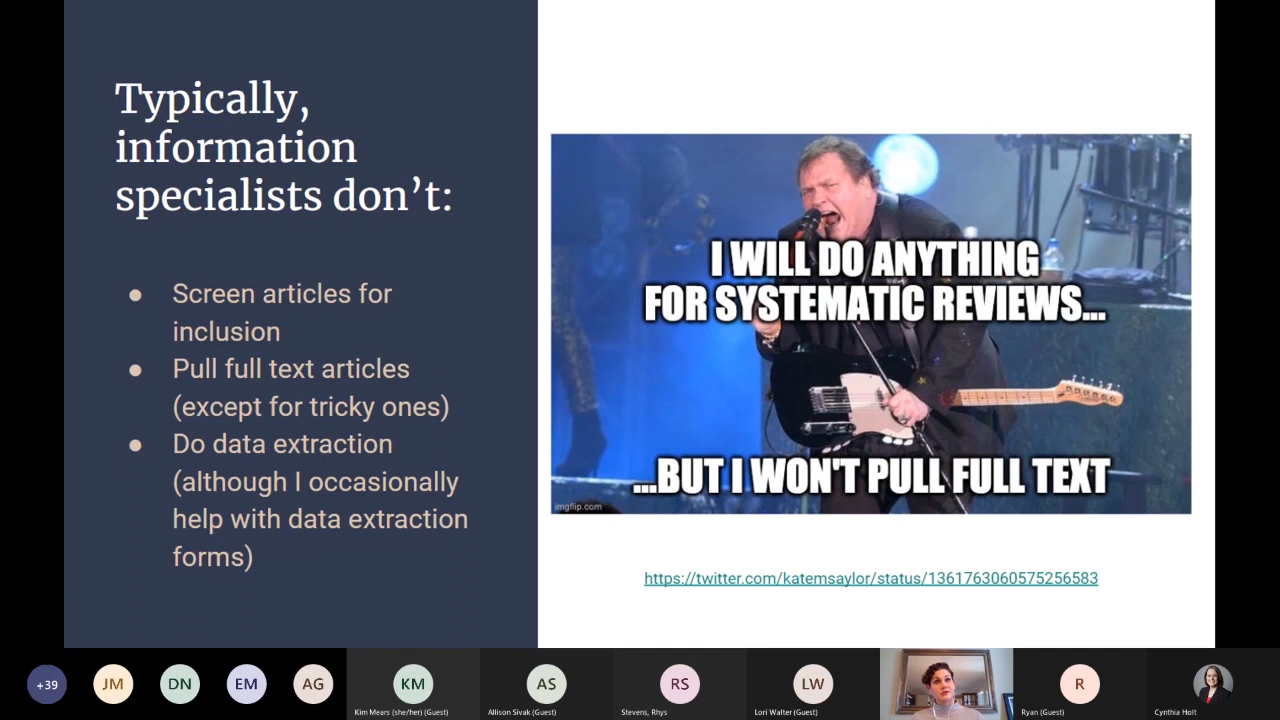 Typically,
information
specialists don’t:
● Screen articles for
inclusion
● Pull full text articles
(except for tricky ones)
● Do data extraction
(although I occasionally
help with data extraction
forms)
I WILL DO ANYTHING
FOR SYSTEMATIC REVIEWS...
...BUT I WON'T PULL FULL TEXT
imgflip.com
https://twitter.com/katemsaylor/status/1361763060575256583
+39
JM
DN
EM
AG
KM
AS
RS
LW
R
Kim Mears (she/her) (Guest)
Allison Sivak (Guest)
Stevens, Rhys
Lori Walter (Guest)
Ryan (Guest)
Cynthia Holt